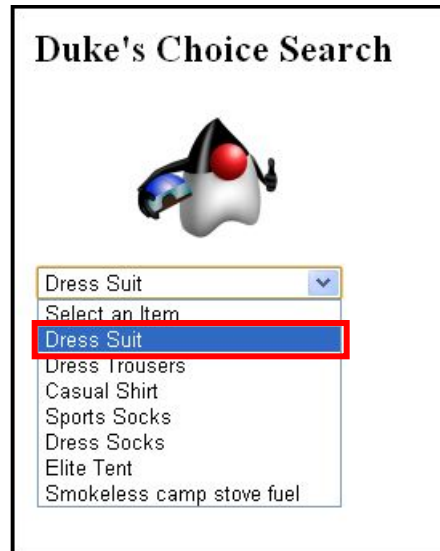 Duke's Choice Search
Dress Suit
Select an Item
Dress Suit
Dress Trousers
Casual Shirt
Sports Socks
Dress Socks
Elite Tent
Smokeless camp stove fuel